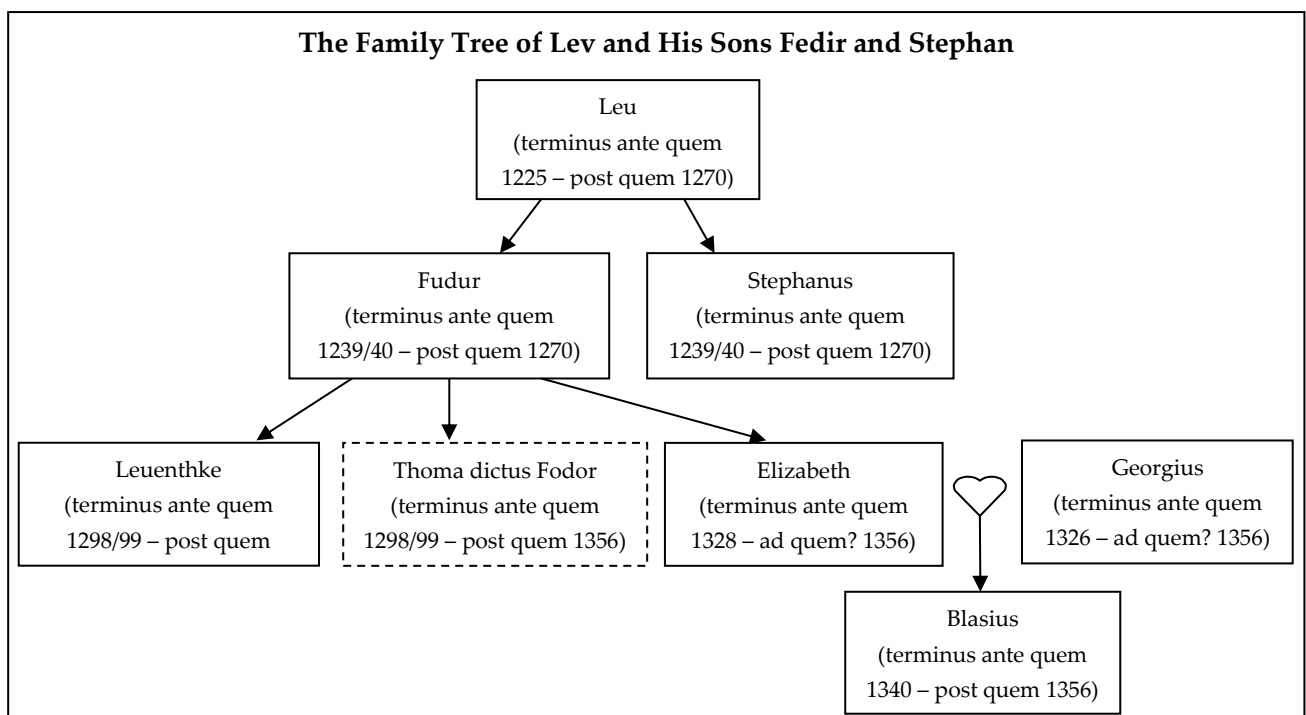 The Family Tree of Lev and His Sons Fedir and Stephan
Leu
(terminus ante quem
1225 – post quem 1270)
Fudur
(terminus ante quem
1239/40 – post quem 1270)
Stephanus
(terminus ante quem
1239/40 – post quem 1270)
Leuenthke
(terminus ante quem
1298/99 – post quem
Thoma dictus Fodor
(terminus ante quem
1298/99 – post quem 1356)
Elizabeth
(terminus ante quem
1328 – ad quem? 1356)
Georgius
(terminus ante quem
1326 – ad quem? 1356)
Blasius
(terminus ante quem
1340 – post quem 1356)